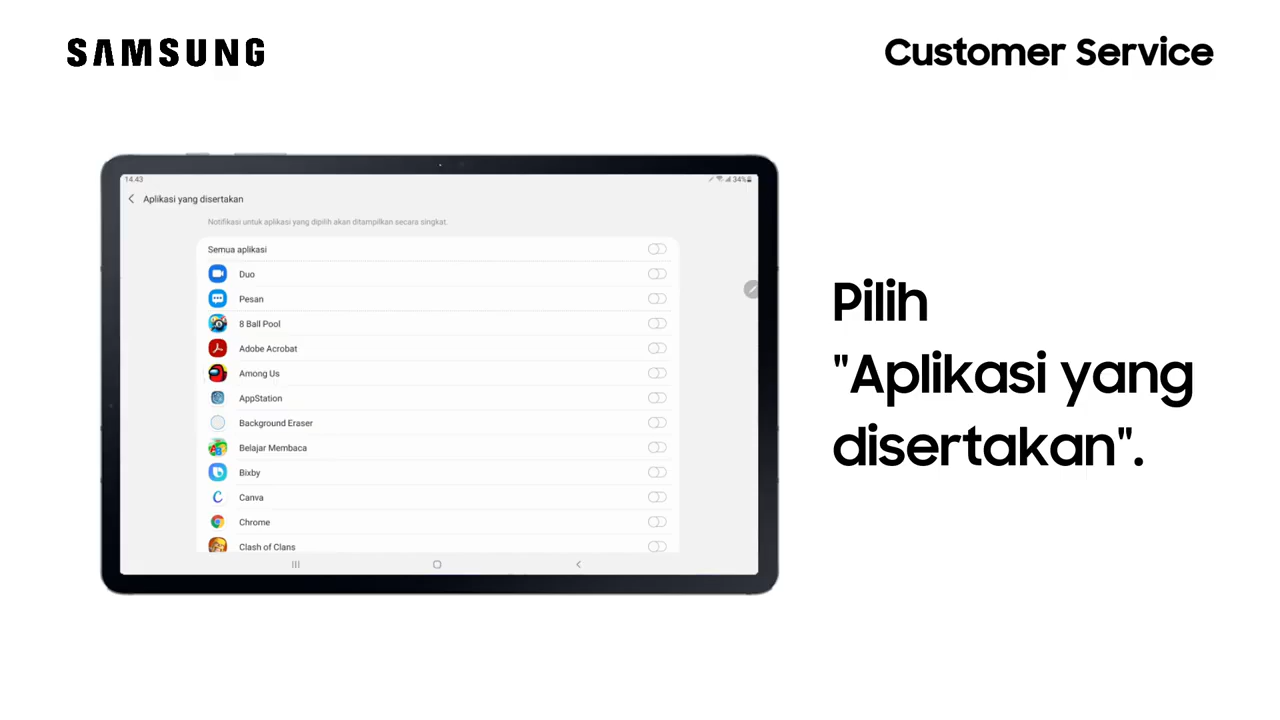 SAMSUNG
Customer Service
14.43
34%
Aplikasi yang disertakan
Notifikasi untuk aplikasi yang dipilih akan ditampilkan secara singkat.
Semua aplikasi
Duo
Pesan
8 Ball Pool
Adobe Acrobat
Among Us
AppStation
Background Eraser
Belajar Membaca
Bixby
Canva
Chrome
Clash of Clans
Pilih
"Aplikasi yang
disertakan".